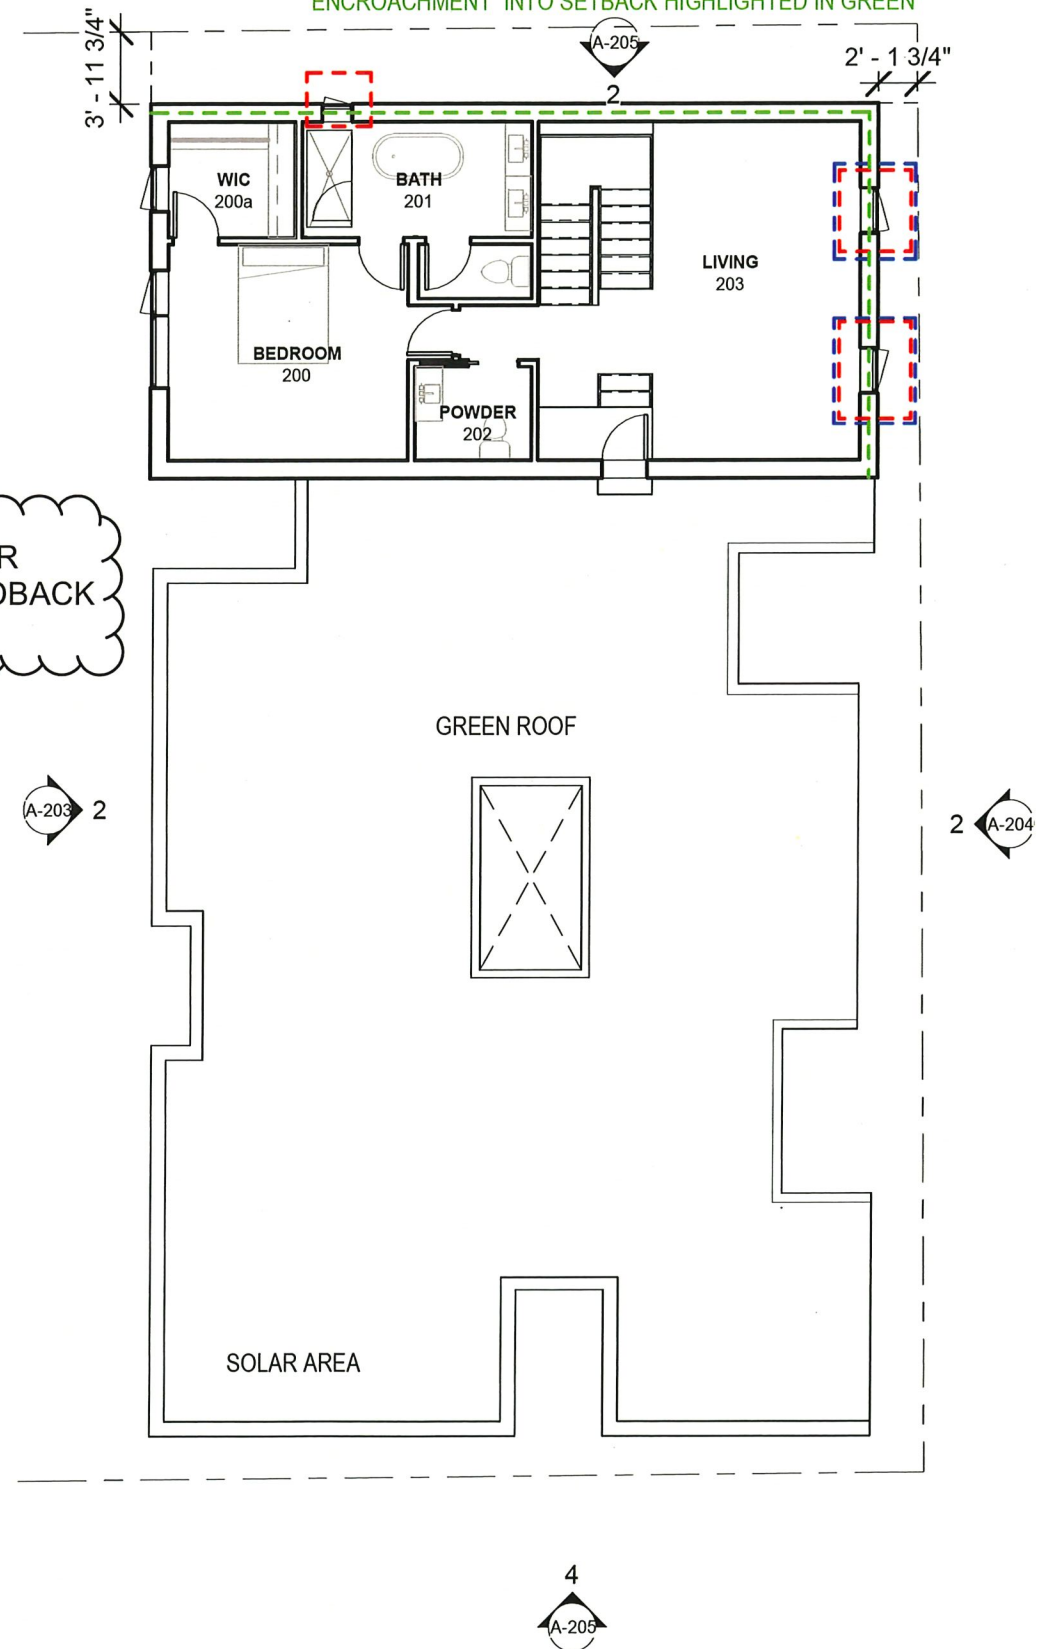 ENCROACHMENT INTO SETBACK HIGHLIGHTED IN GREEN
3' - 11 3/4"
A-205
2
2' - 1 3/4"
WIC
200a
BATH
201
LIVING
203
BEDROOM
200
POWDER
202
R
DBACK
GREEN ROOF
A-203
2
2
A-204
SOLAR AREA
4
A-205